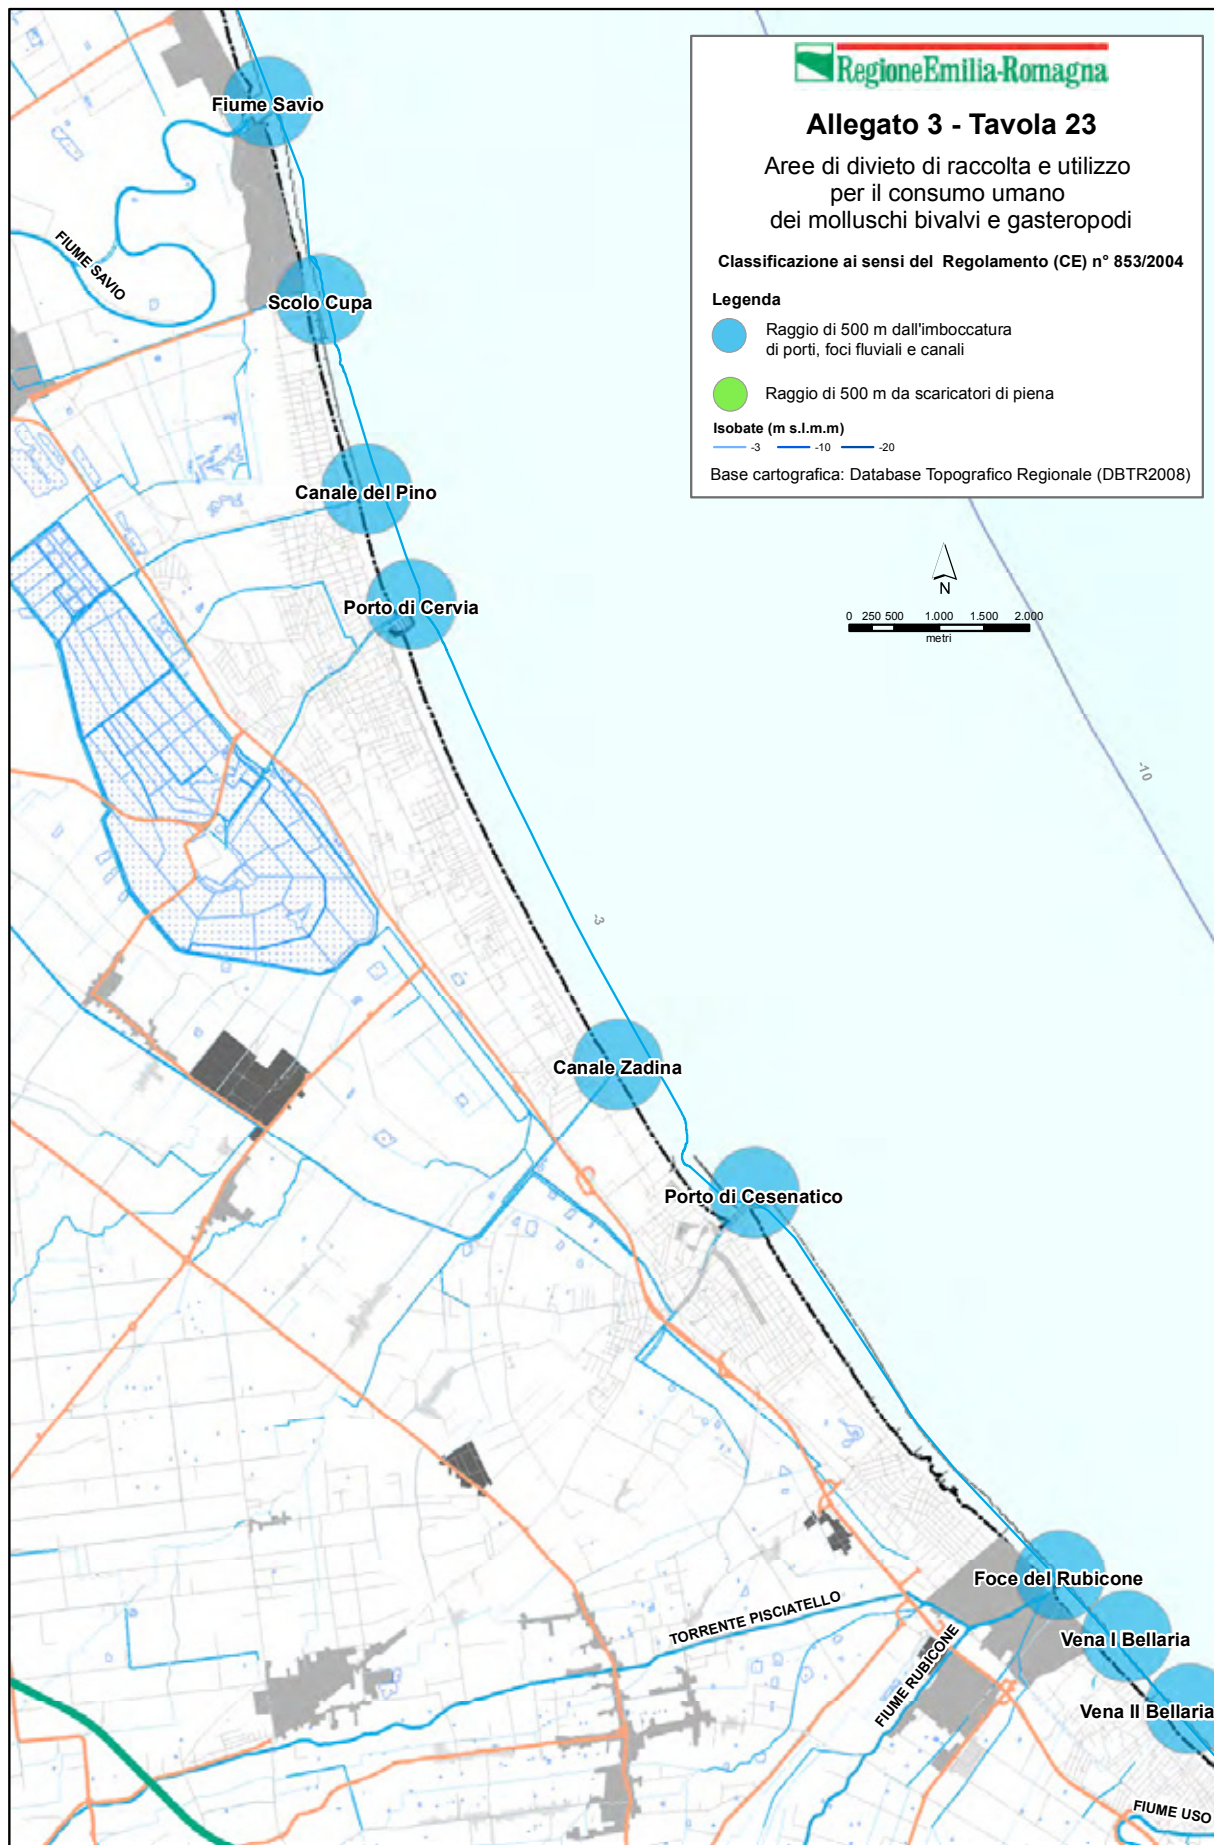 RegioneEmilia-Romagna
Allegato 3 - Tavola 23
Aree di divieto di raccolta e utilizzo
per il consumo umano
dei molluschi bivalvi e gasteropodi
Classificazione ai sensi del Regolamento (CE) n° 853/2004
Legenda
Raggio di 500 m dall'imboccatura
di porti, foci fluviali e canali
Raggio di 500 m da scaricatori di piena
Isobate (m s.l.m.m)
-3 -10 -20
Base cartografica: Database Topografico Regionale (DBTR2008)
N
0 250 500 1.000 1.500 2.000
metri
Fiume Savio
FIUME SAVIO
Scolo Cupa
Canale del Pino
Porto di Cervia
-10
-3
Canale Zadina
Porto di Cesenatico
Foce del Rubicone
TORRENTE PISCIATELLO
FIUME RUBICONE
Vena I Bellaria
Vena II Bellaria
FIUME USO